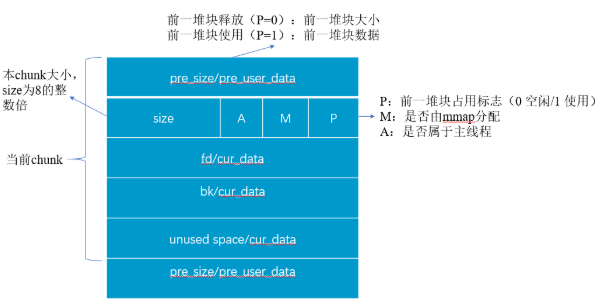 前一堆块释放(P=0):前一堆块大小
前一堆块使用(P=1):前一堆块数据
本chunk大小,
size为8的整
数倍
pre_size/pre_user_data
size A M P
P:前一堆块占用标志(0 空闲/1 使用)
M:是否由mmap分配
A:是否属于主线程
当前chunk
fd/cur_data
bk/cur_data
unused space/cur_data
pre_size/pre_user_data